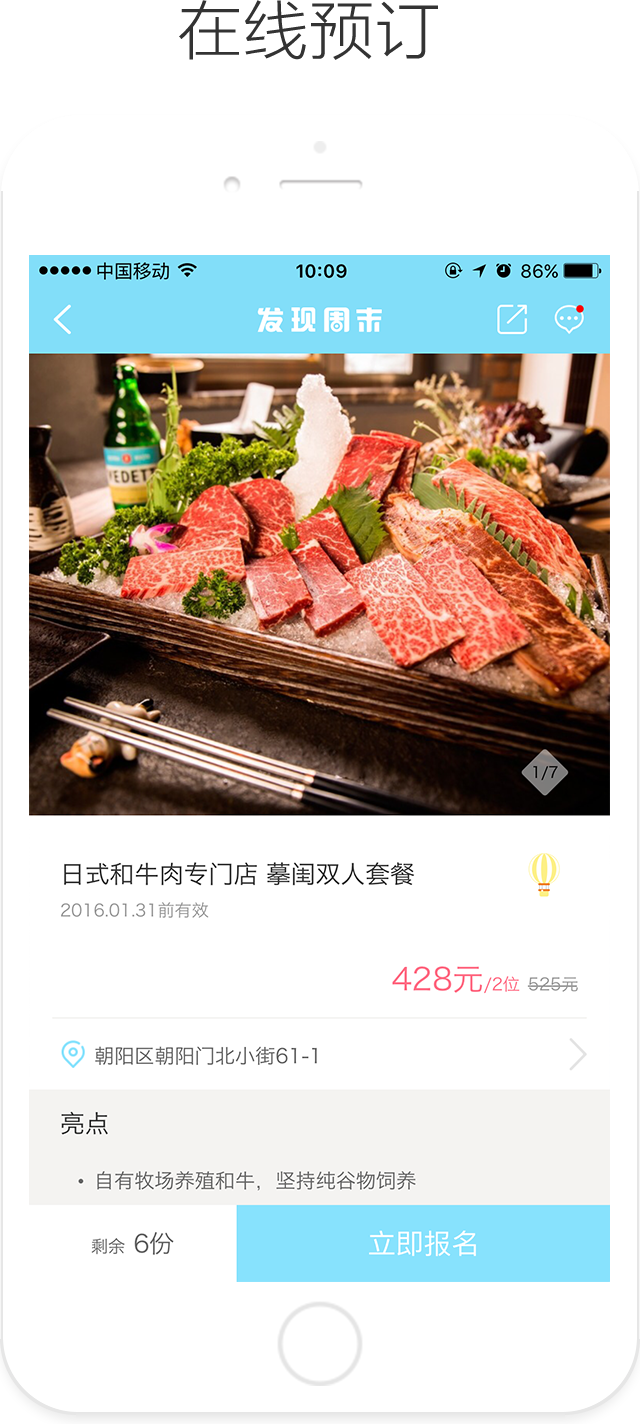 在线预订
中国移动 10:09 86%
发现周末
VEDETT
1/7
日式和牛肉专门店 摹闺双人套餐
2016.01.31前有效
428元/2位 525元
朝阳区朝阳门北小街61-1
亮点
• 自有牧场养殖和牛，坚持纯谷物饲养
剩余 6份
立即报名